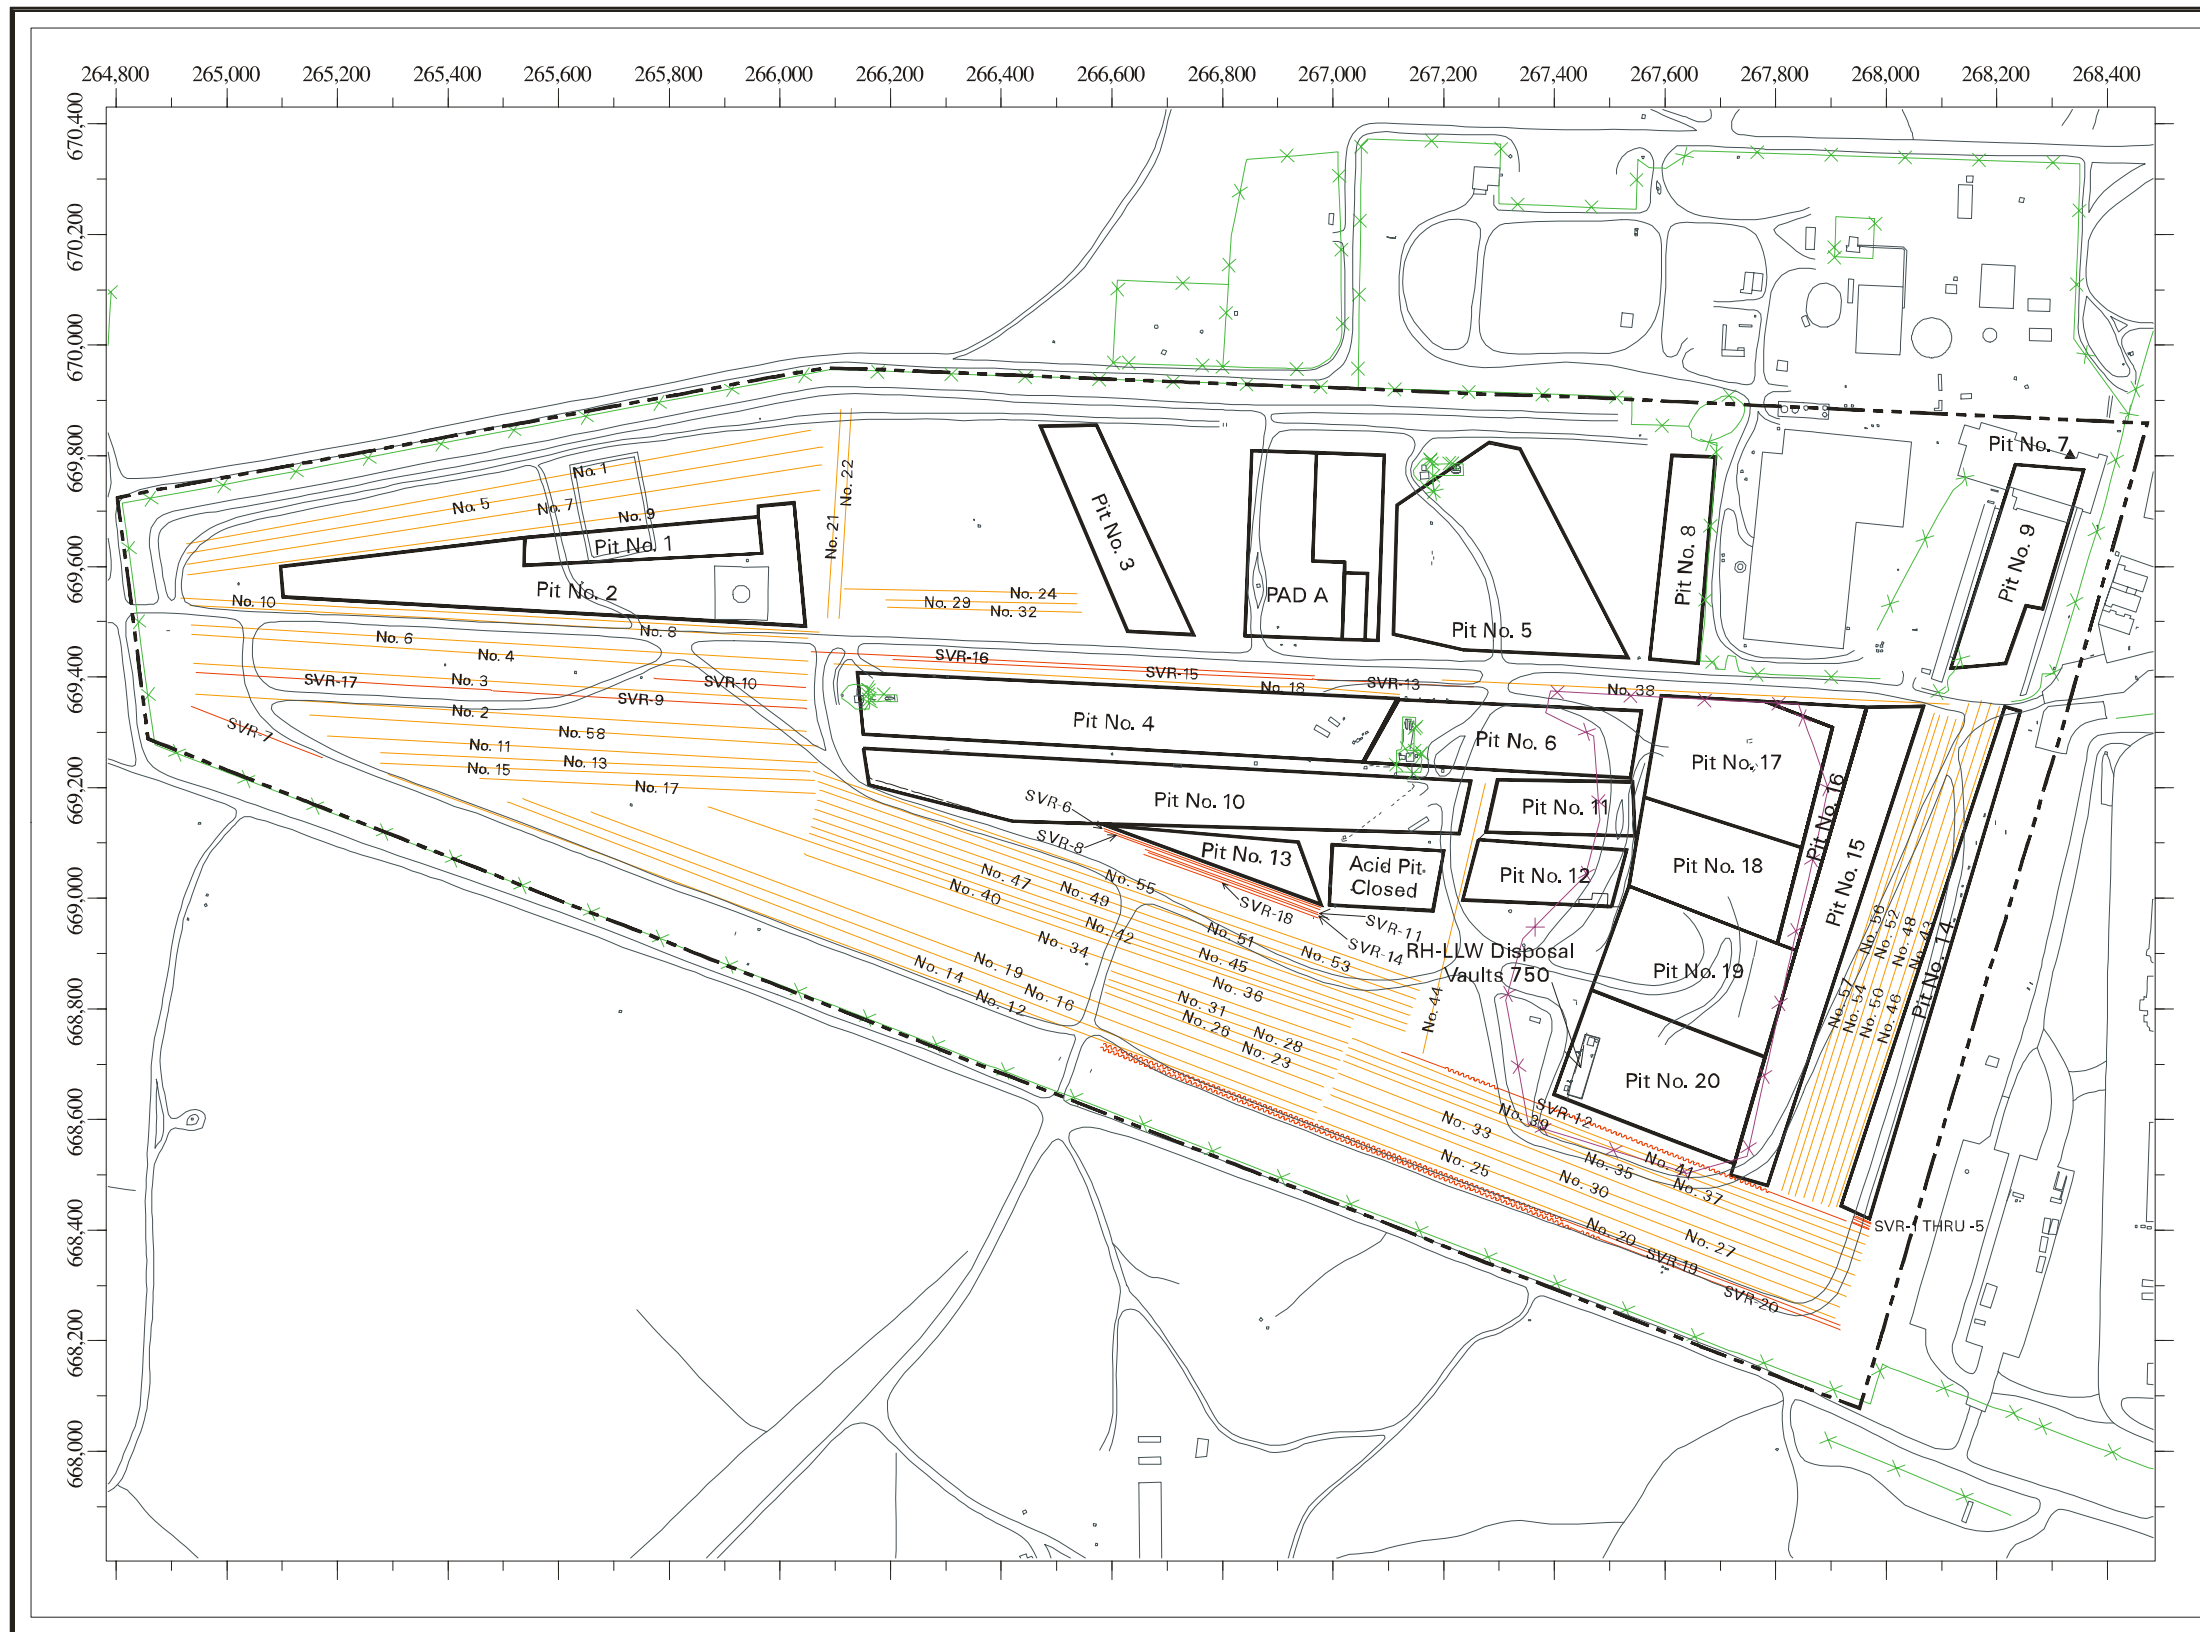 264,800 265,000 265,200 265,400 265,600 265,800 266,000 266,200 266,400 266,600 266,800 267,000 267,200 267,400 267,600 267,800 268,000 268,200 268,400
670,400
670,200
670,000
669,800
669,600
669,400
669,200
669,000
668,800
668,600
668,400
668,200
668,000
No. 1
No. 5
No. 7
No. 9
No. 22
No. 21
Pit No. 1
Pit No. 2
Pit No. 3
PAD A
Pit No. 5
Pit No. 8
Pit No. 7
Pit No. 9
No. 24
No. 29
No. 32
No. 10
No. 8
No. 6
No. 4
No. 3
SVR-17
SVR-10
SVR-9
SVR-16
SVR-15
SVR-13
No. 18
No. 38
SVR-7
No. 2
No. 58
No. 11
No. 13
No. 15
No. 17
Pit No. 4
Pit No. 6
Pit No. 10
Pit No. 11
Pit No. 17
Pit No. 16
Pit No. 15
SVR-6
SVR-8
Pit No. 13
Acid Pit
Closed
Pit No. 12
Pit No. 18
SVR-18
SVR-11
SVR-14
RH-LLW Disposal
Vaults 750
Pit No. 19
Pit No. 20
Pit No. 14
No. 47
No. 40
No. 49
No. 55
No. 42
No. 51
No. 53
No. 34
No. 45
No. 36
No. 19
No. 14
No. 12
No. 16
No. 31
No. 26
No. 28
No. 23
No. 44
No. 56
No. 52
No. 48
No. 43
No. 57
No. 54
No. 50
No. 46
SVR-12
No. 39
No. 33
No. 25
No. 41
No. 35
No. 37
No. 30
No. 20
No. 27
SVR-19
SVR-20
SVR-1 THRU -5